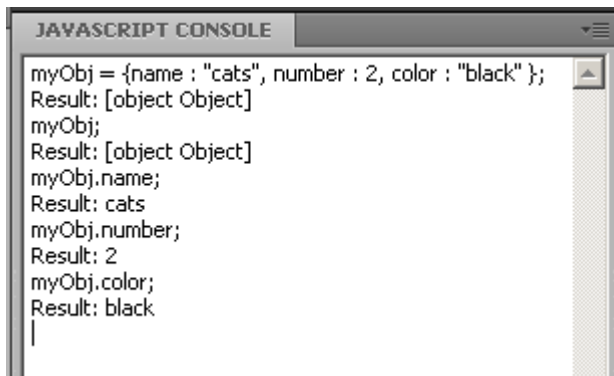 JAVASCRIPT CONSOLE
myObj = {name : "cats", number : 2, color : "black" };
Result: [object Object]
myObj;
Result: [object Object]
myObj.name;
Result: cats
myObj.number;
Result: 2
myObj.color;
Result: black